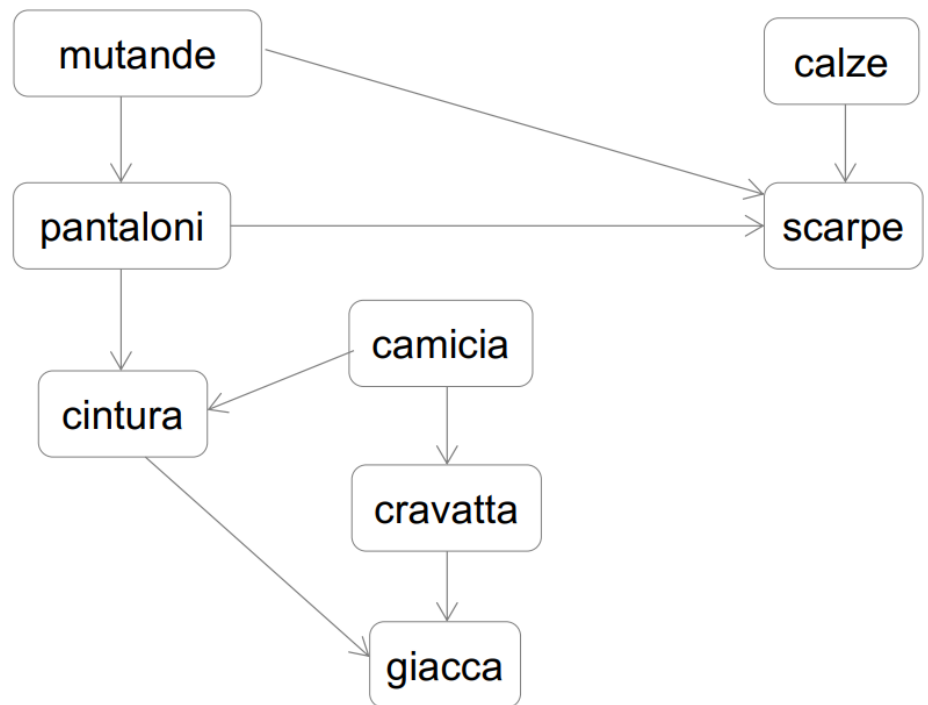 mutande
calze
pantaloni
scarpe
camicia
cintura
cravatta
giacca